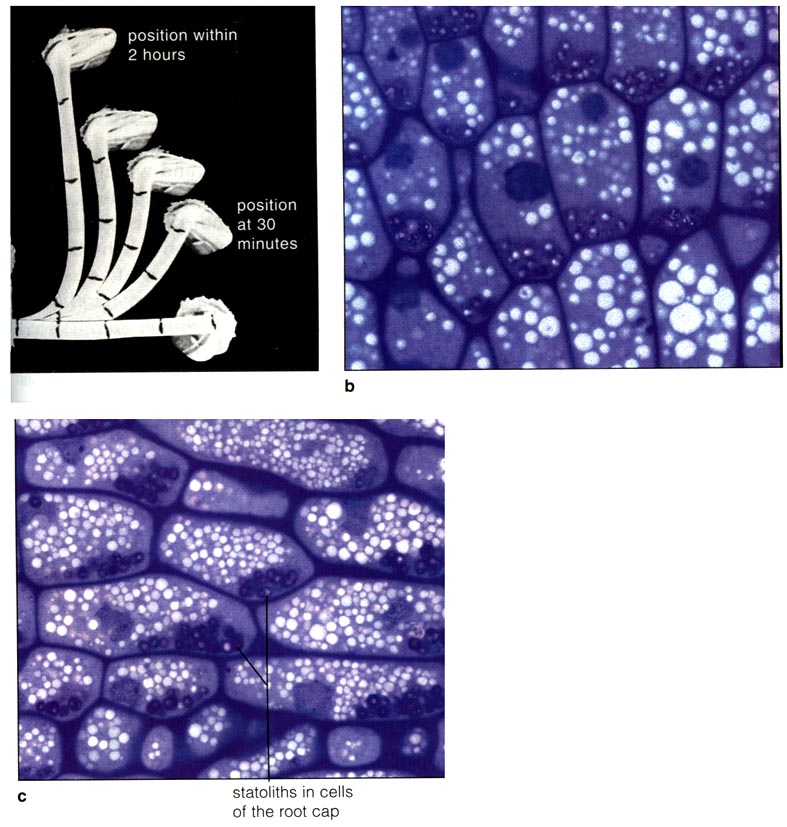 position within
2 hours
position
at 30
minutes
b
c
statoliths in cells
of the root cap